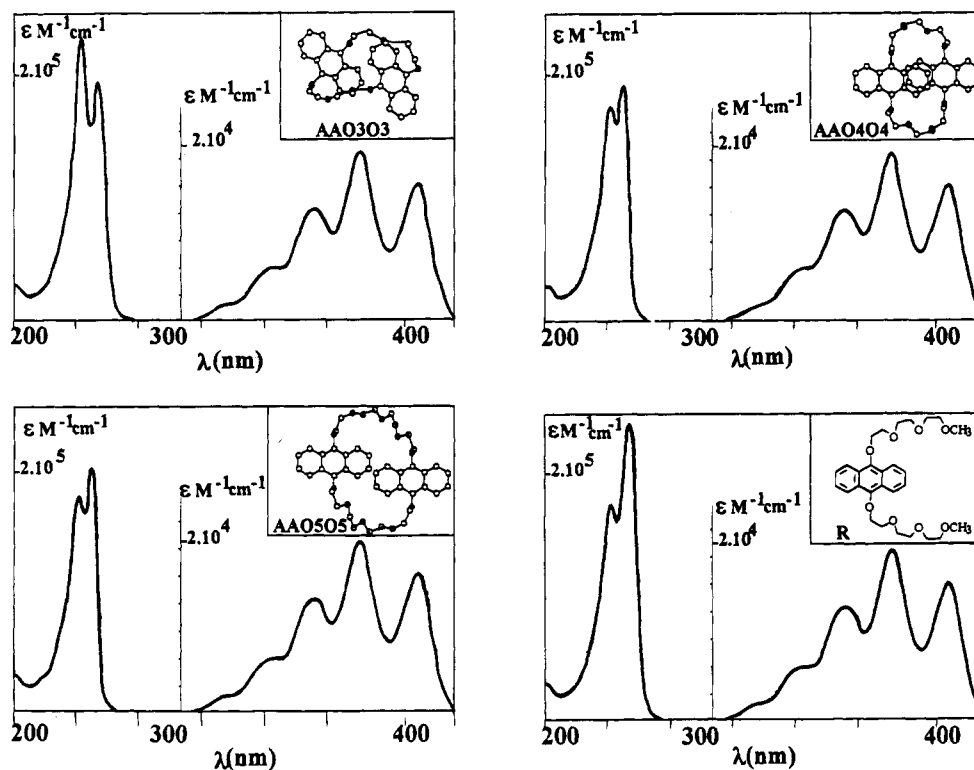 ε M⁻¹cm⁻¹
2.10⁵
ε M⁻¹cm⁻¹
2.10⁴
AAO3O3
200 300 400
λ(nm)
ε M⁻¹cm⁻¹
2.10⁵
ε M⁻¹cm⁻¹
2.10⁴
AAO4O4
200 300 400
λ(nm)
ε M⁻¹cm⁻¹
2.10⁵
ε M⁻¹cm⁻¹
2.10⁴
AAO5O5
200 300 400
λ(nm)
ε M⁻¹cm⁻¹
2.10⁵
ε M⁻¹cm⁻¹
2.10⁴
O O O OCH3
O O O OCH3
R
200 300 400
λ(nm)